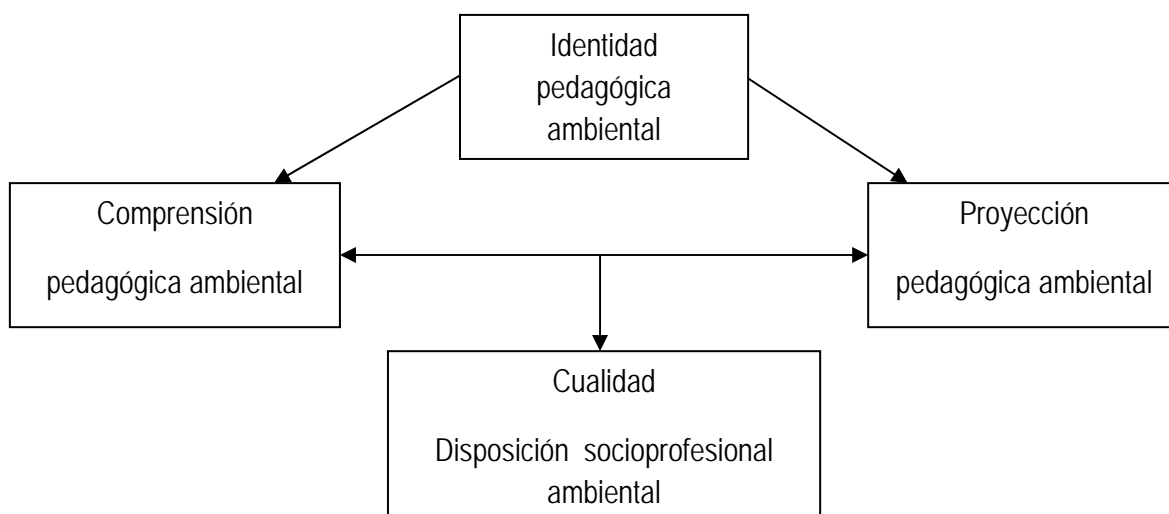 Identidad
pedagógica
ambiental
Comprensión
pedagógica ambiental
Proyección
pedagógica ambiental
Cualidad
Disposición socioprofesional
ambiental